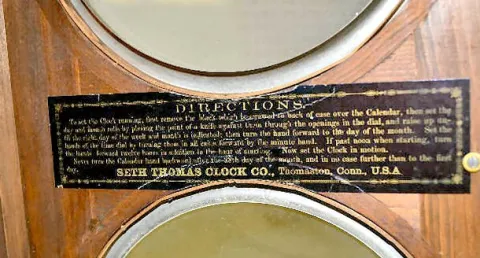 DIRECTIONS.
To set the Clock running, first remove the block which is screwed to back of case over the Calendar, then set the
day and month rolls by placing the point of a knife against them through the openings in the dial, and raise up
till the right day of the week and month is indicated; then turn the hand forward to the day of the month. Set the
hands of the time dial by turning them in all cases forward by the minute hand. If past noon when starting, turn
the hands forward twelve hours in addition to the hour of starting. Now set the Clock in motion.
Never turn the Calendar hand backward after the 28th day of the month, and in no case further than to the first
day.
SETH THOMAS CLOCK CO., Thomaston, Conn., U.S.A